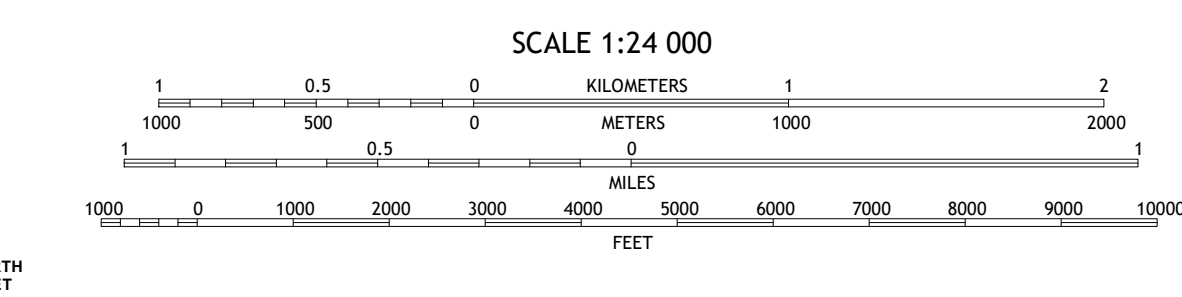 SCALE 1:24 000
1 0.5 0 KILOMETERS 1 2
1000 500 0 METERS 1000 2000
1 0.5 0 1
MILES
1000 0 1000 2000 3000 4000 5000 6000 7000 8000 9000 10000
FEET